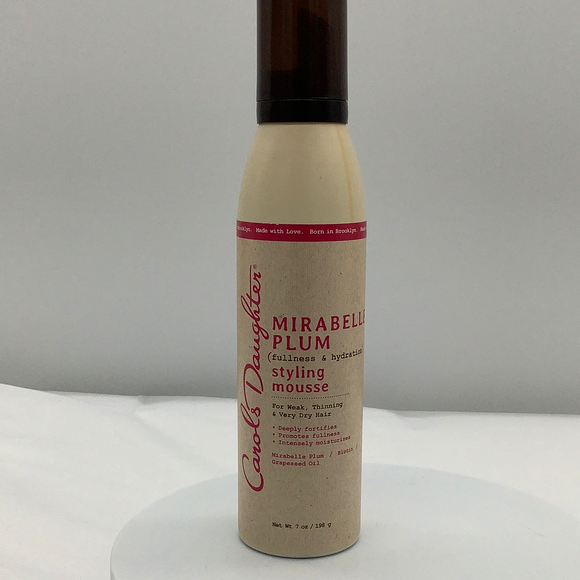 Made with Love. Born in Brooklyn.
Carol's Daughter®
MIRABELLE
PLUM
(fullness & hydration
styling
mousse
For Weak, Thinning
& Very Dry Hair
• Deeply fortifies
• Promotes fullness
• Intensely moisturizes
Mirabelle Plum / Biotin /
Grapeseed Oil
Net Wt 7 oz / 198 g